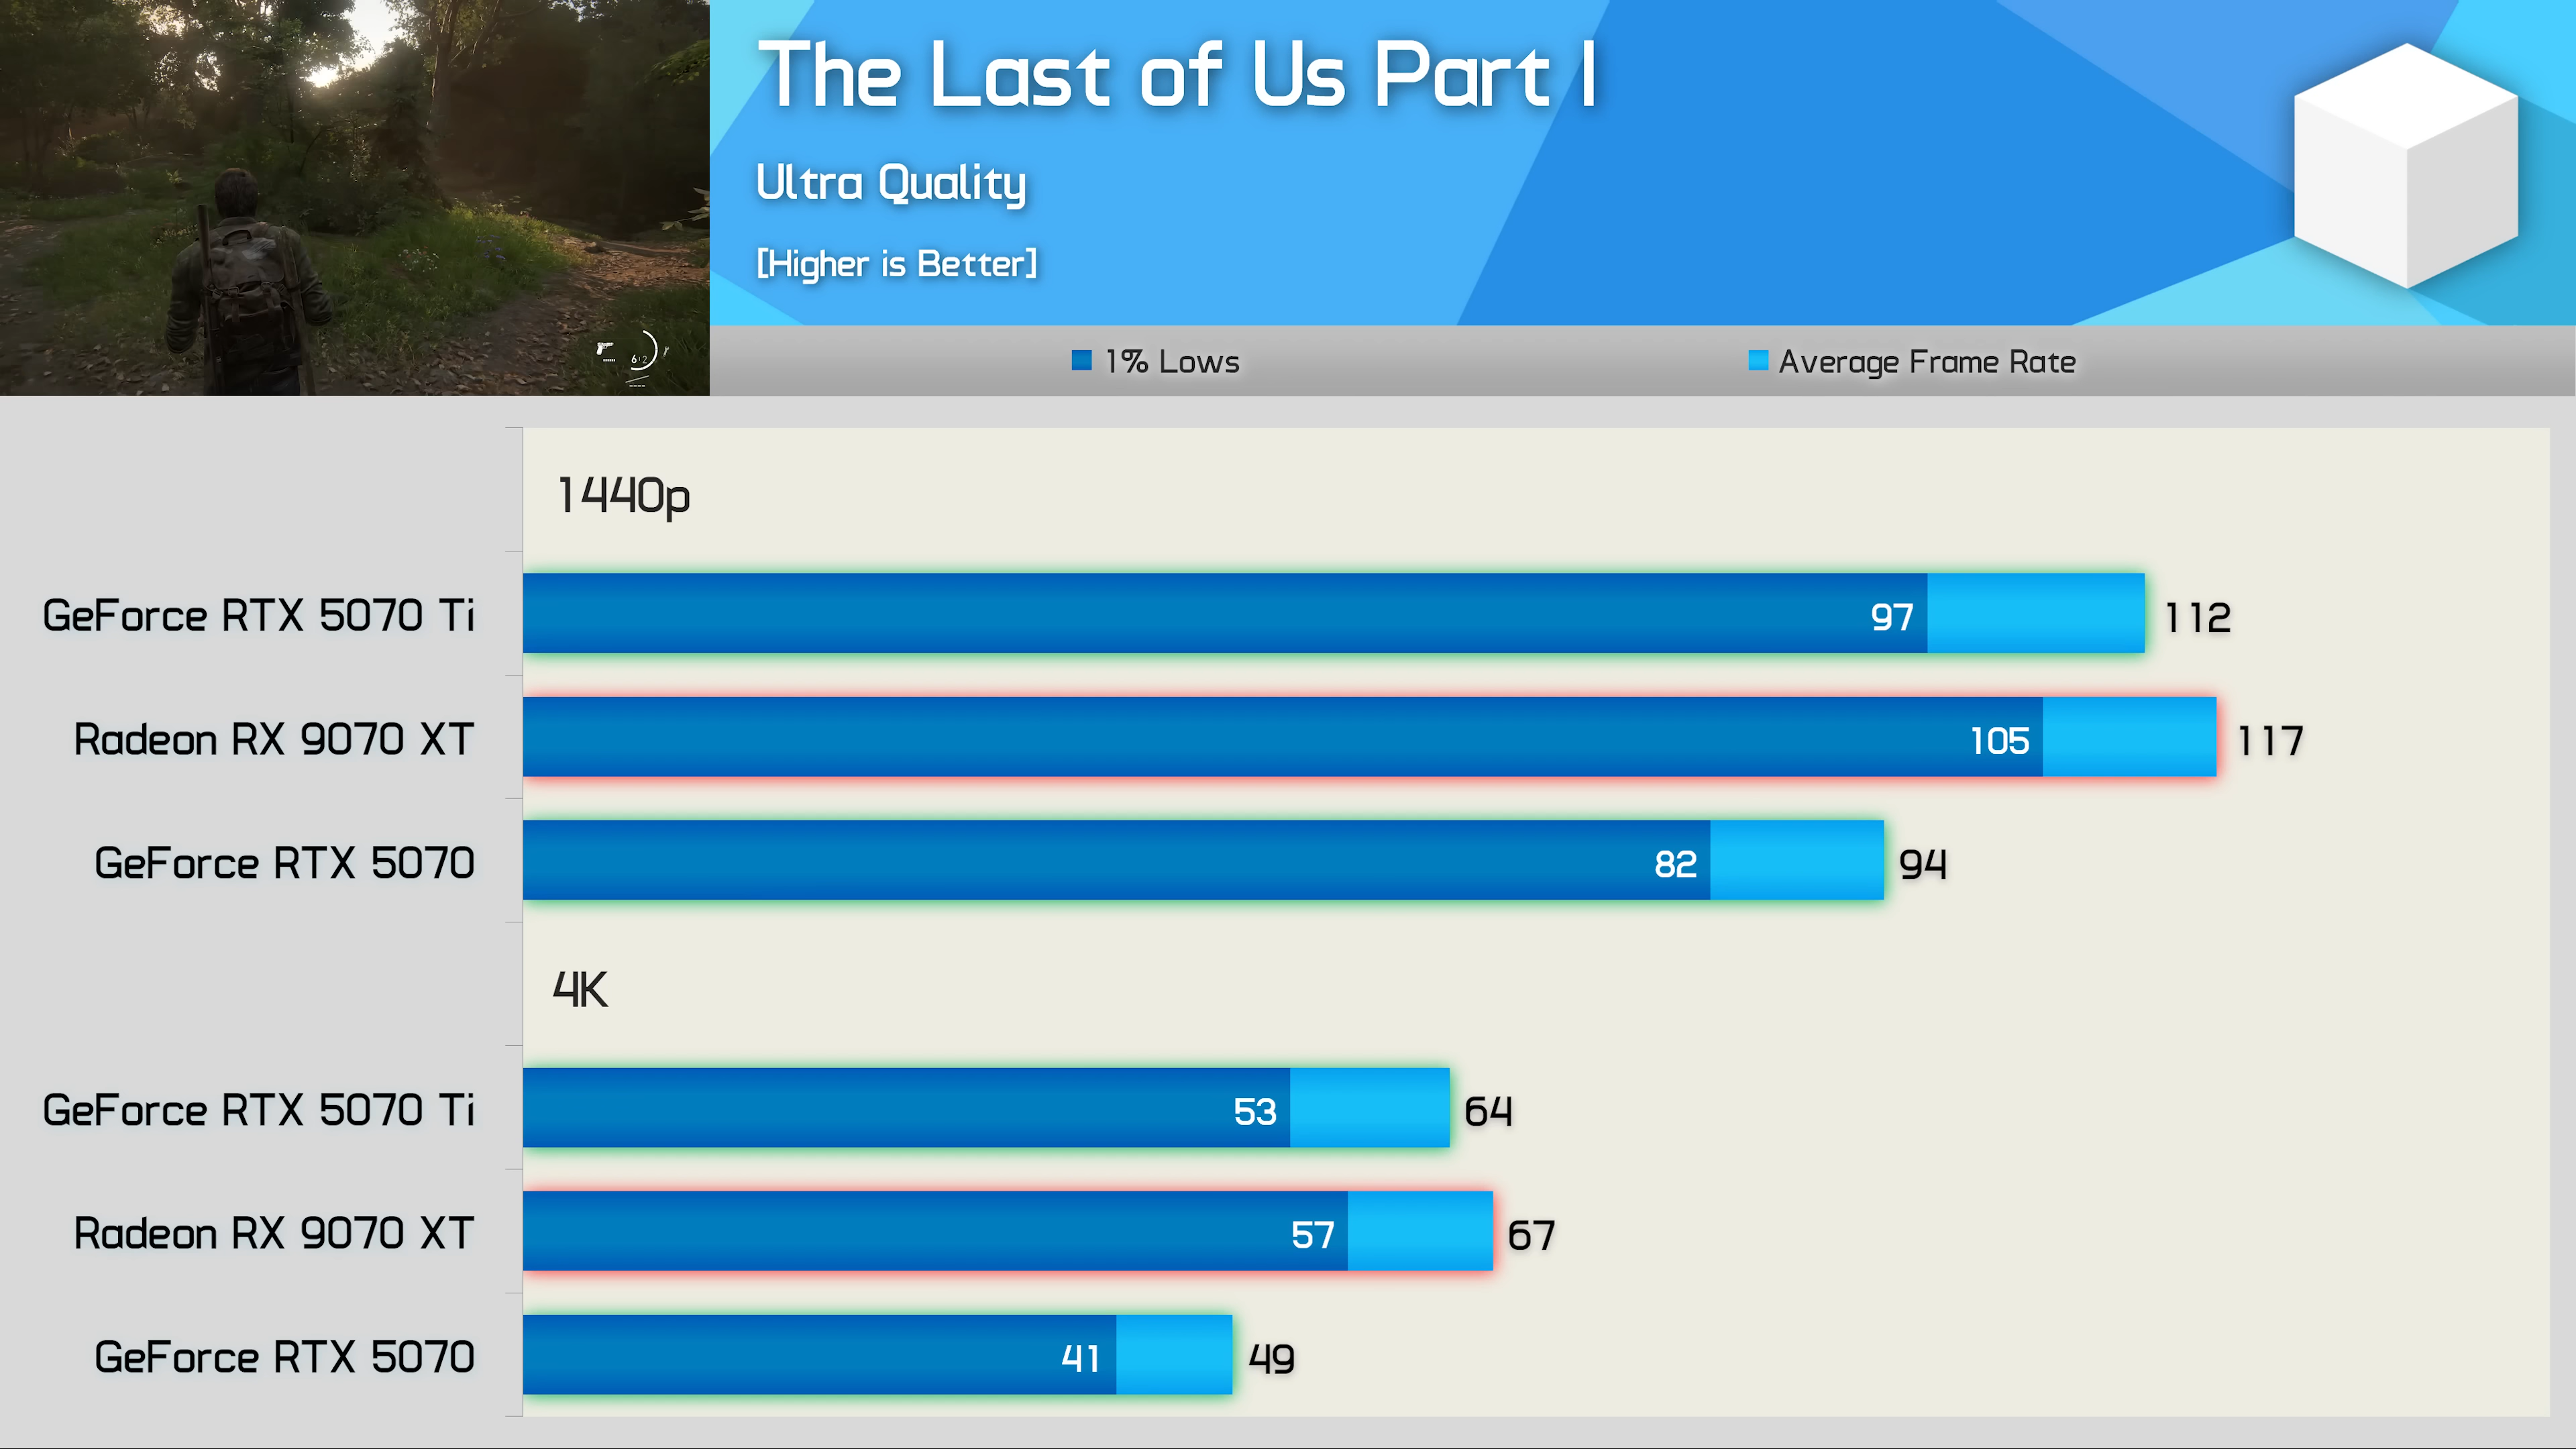 The Last of Us Part I
Ultra Quality
[Higher is Better]
1% Lows
Average Frame Rate
1440p
GeForce RTX 5070 Ti
97
112
Radeon RX 9070 XT
105
117
GeForce RTX 5070
82
94
4K
GeForce RTX 5070 Ti
53
64
Radeon RX 9070 XT
57
67
GeForce RTX 5070
41
49